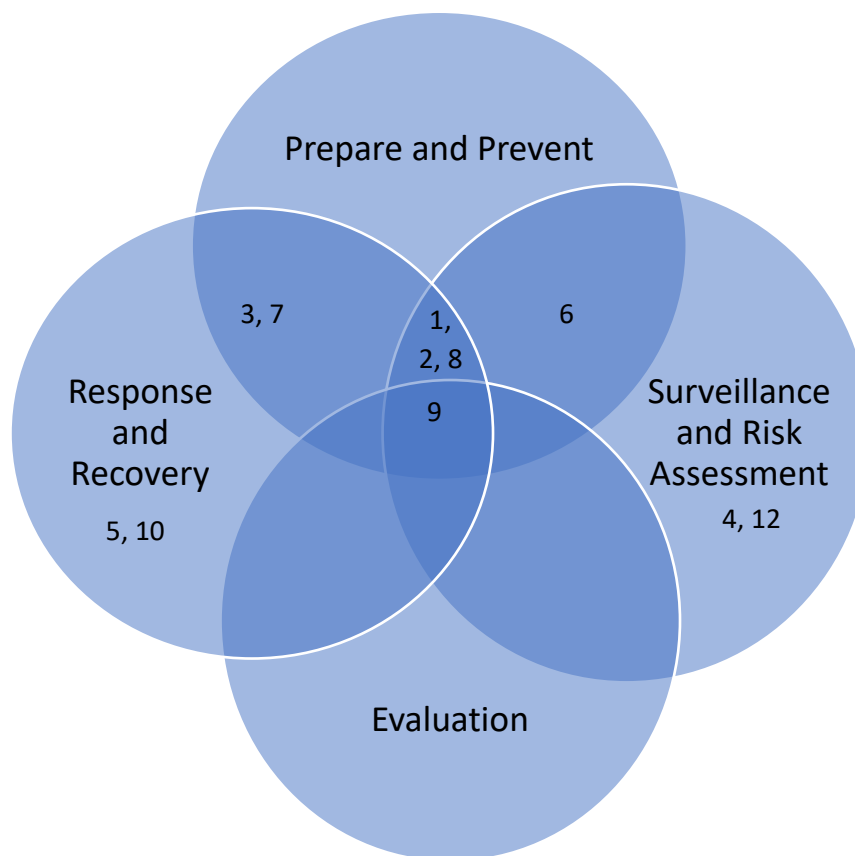 Prepare and Prevent
3, 7
1,
2, 8
6
9
Response
and
Recovery
5, 10
Surveillance
and Risk
Assessment
4, 12
Evaluation